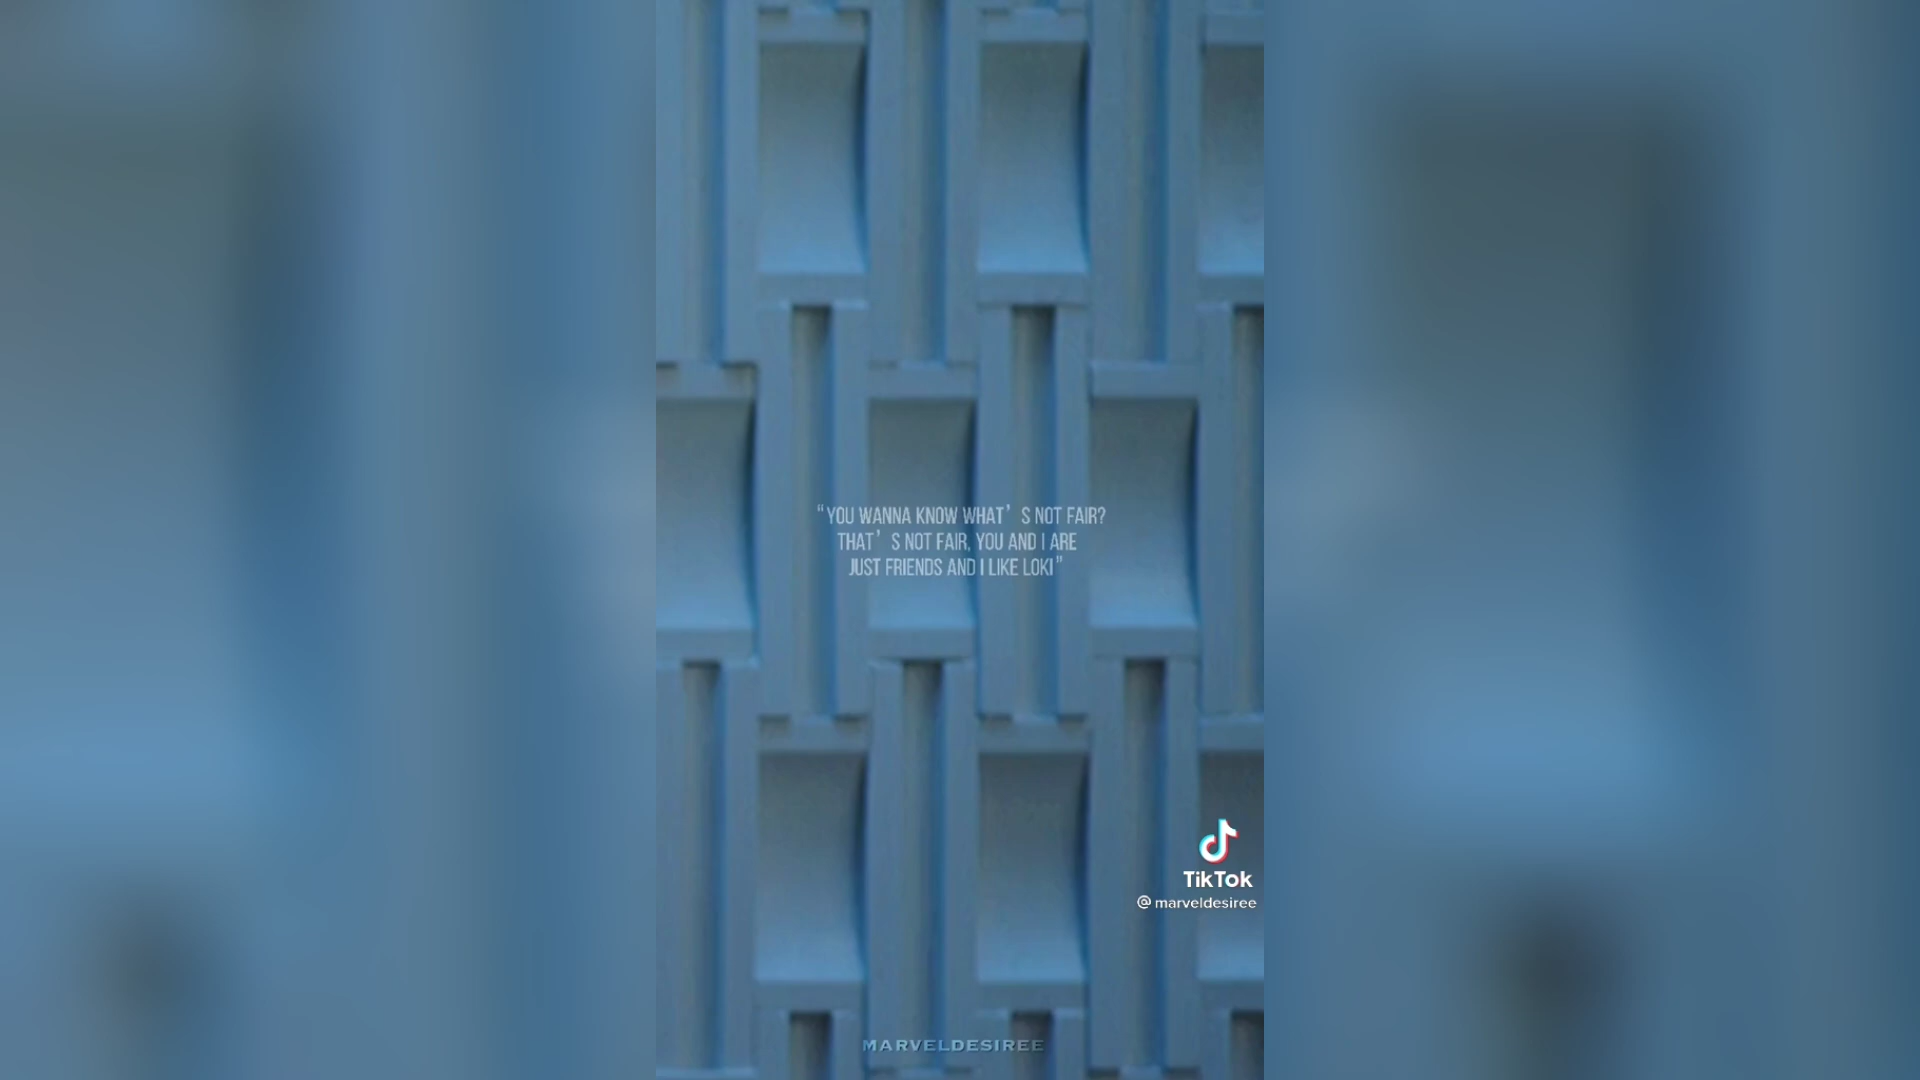 “YOU WANNA KNOW WHAT’S NOT FAIR?
THAT’S NOT FAIR, YOU AND I ARE
JUST FRIENDS AND I LIKE LOKI”
TikTok
@marveldesiree
MARVELDESIREE